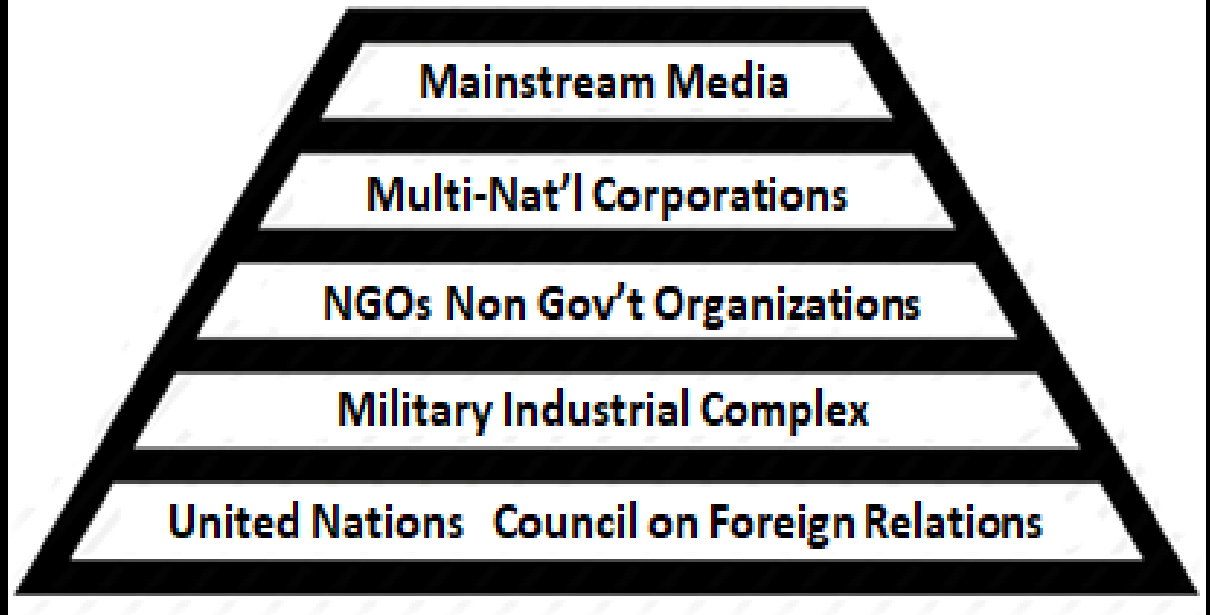 Mainstream Media
Multi-Nat’l Corporations
NGOs Non Gov’t Organizations
Military Industrial Complex
United Nations Council on Foreign Relations